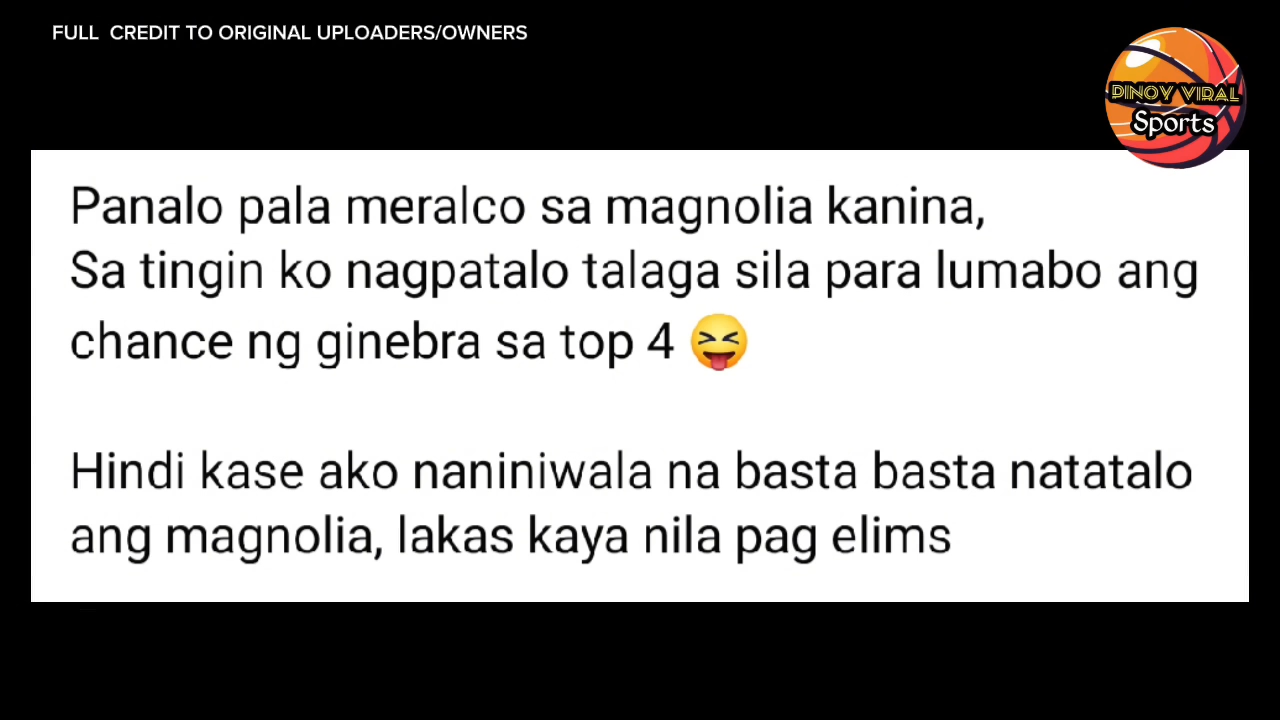 FULL CREDIT TO ORIGINAL UPLOADERS/OWNERS
PINOY VIRAL
Sports
Panalo pala meralco sa magnolia kanina,
Sa tingin ko nagpatalo talaga sila para lumabo ang
chance ng ginebra sa top 4 😝
Hindi kase ako naniniwala na basta basta natatalo
ang magnolia, lakas kaya nila pag elims